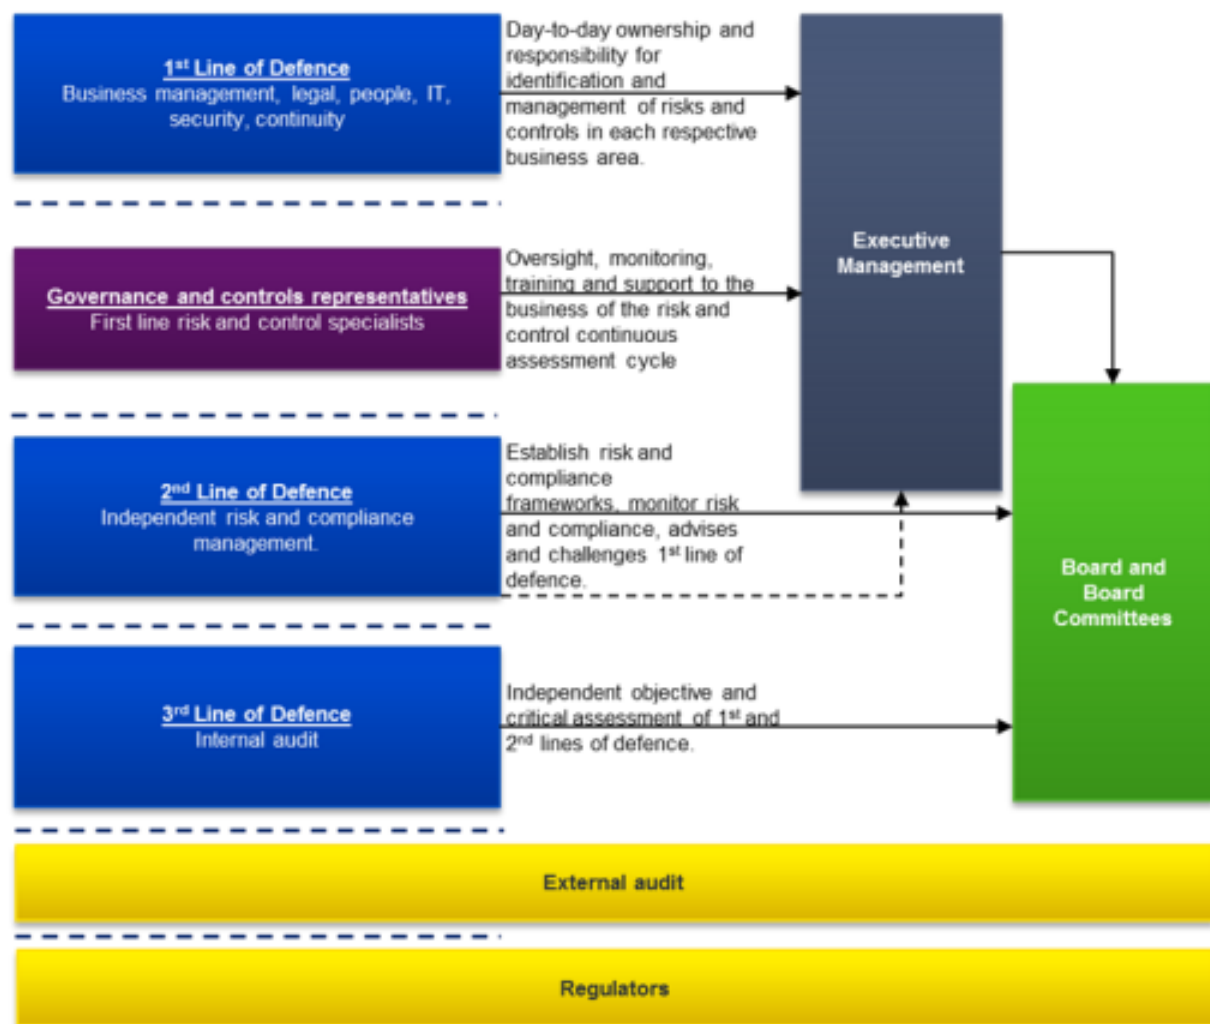 1st Line of Defence
Business management, legal, people, IT,
security, continuity
Day-to-day ownership and
responsibility for
identification and
management of risks and
controls in each respective
business area.
Governance and controls representatives
First line risk and control specialists
Oversight, monitoring,
training and support to the
business of the risk and
control continuous
assessment cycle
Executive
Management
2nd Line of Defence
Independent risk and compliance
management.
Establish risk and
compliance
frameworks, monitor risk
and compliance, advises
and challenges 1st line of
defence.
Board and
Board
Committees
3rd Line of Defence
Internal audit
Independent objective and
critical assessment of 1st and
2nd lines of defence.
External audit
Regulators